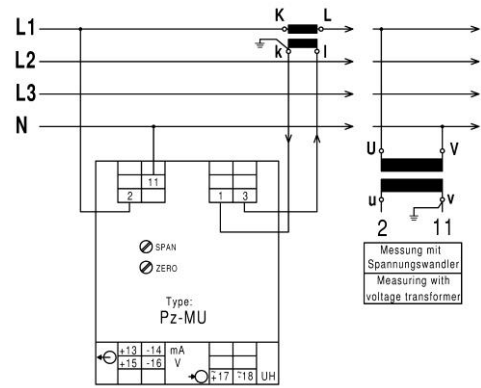 K L
L1
k l
L2
L3
N
U V
u v
2 11
11
2 1 3
SPAN
ZERO
Type:
Pz-MU
+13 -14 mA
+15 -16 V
~+17 ~18 UH
Messung mit
Spannungswandler
Measuring with
voltage transformer